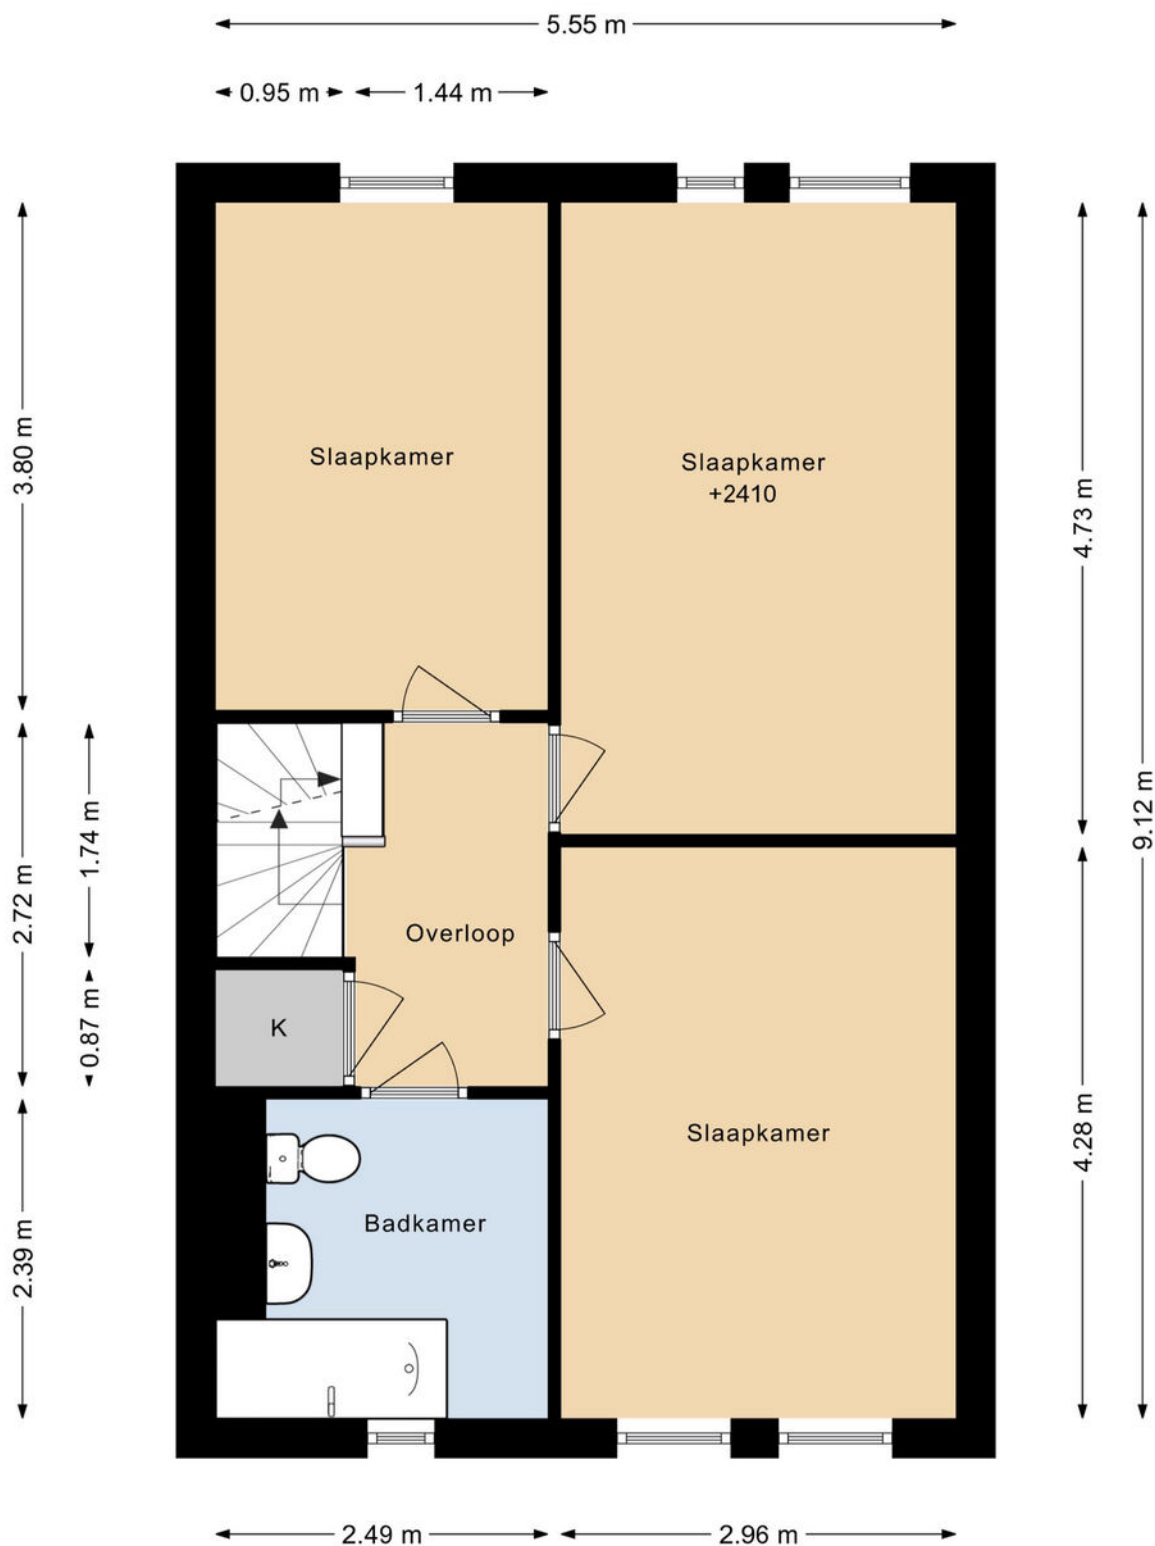 5.55 m
0.95 m
1.44 m
3.80 m
Slaapkamer
Slaapkamer
+2410
4.73 m
9.12 m
1.74 m
2.72 m
Overloop
0.87 m
K
Slaapkamer
4.28 m
Badkamer
2.39 m
2.49 m
2.96 m